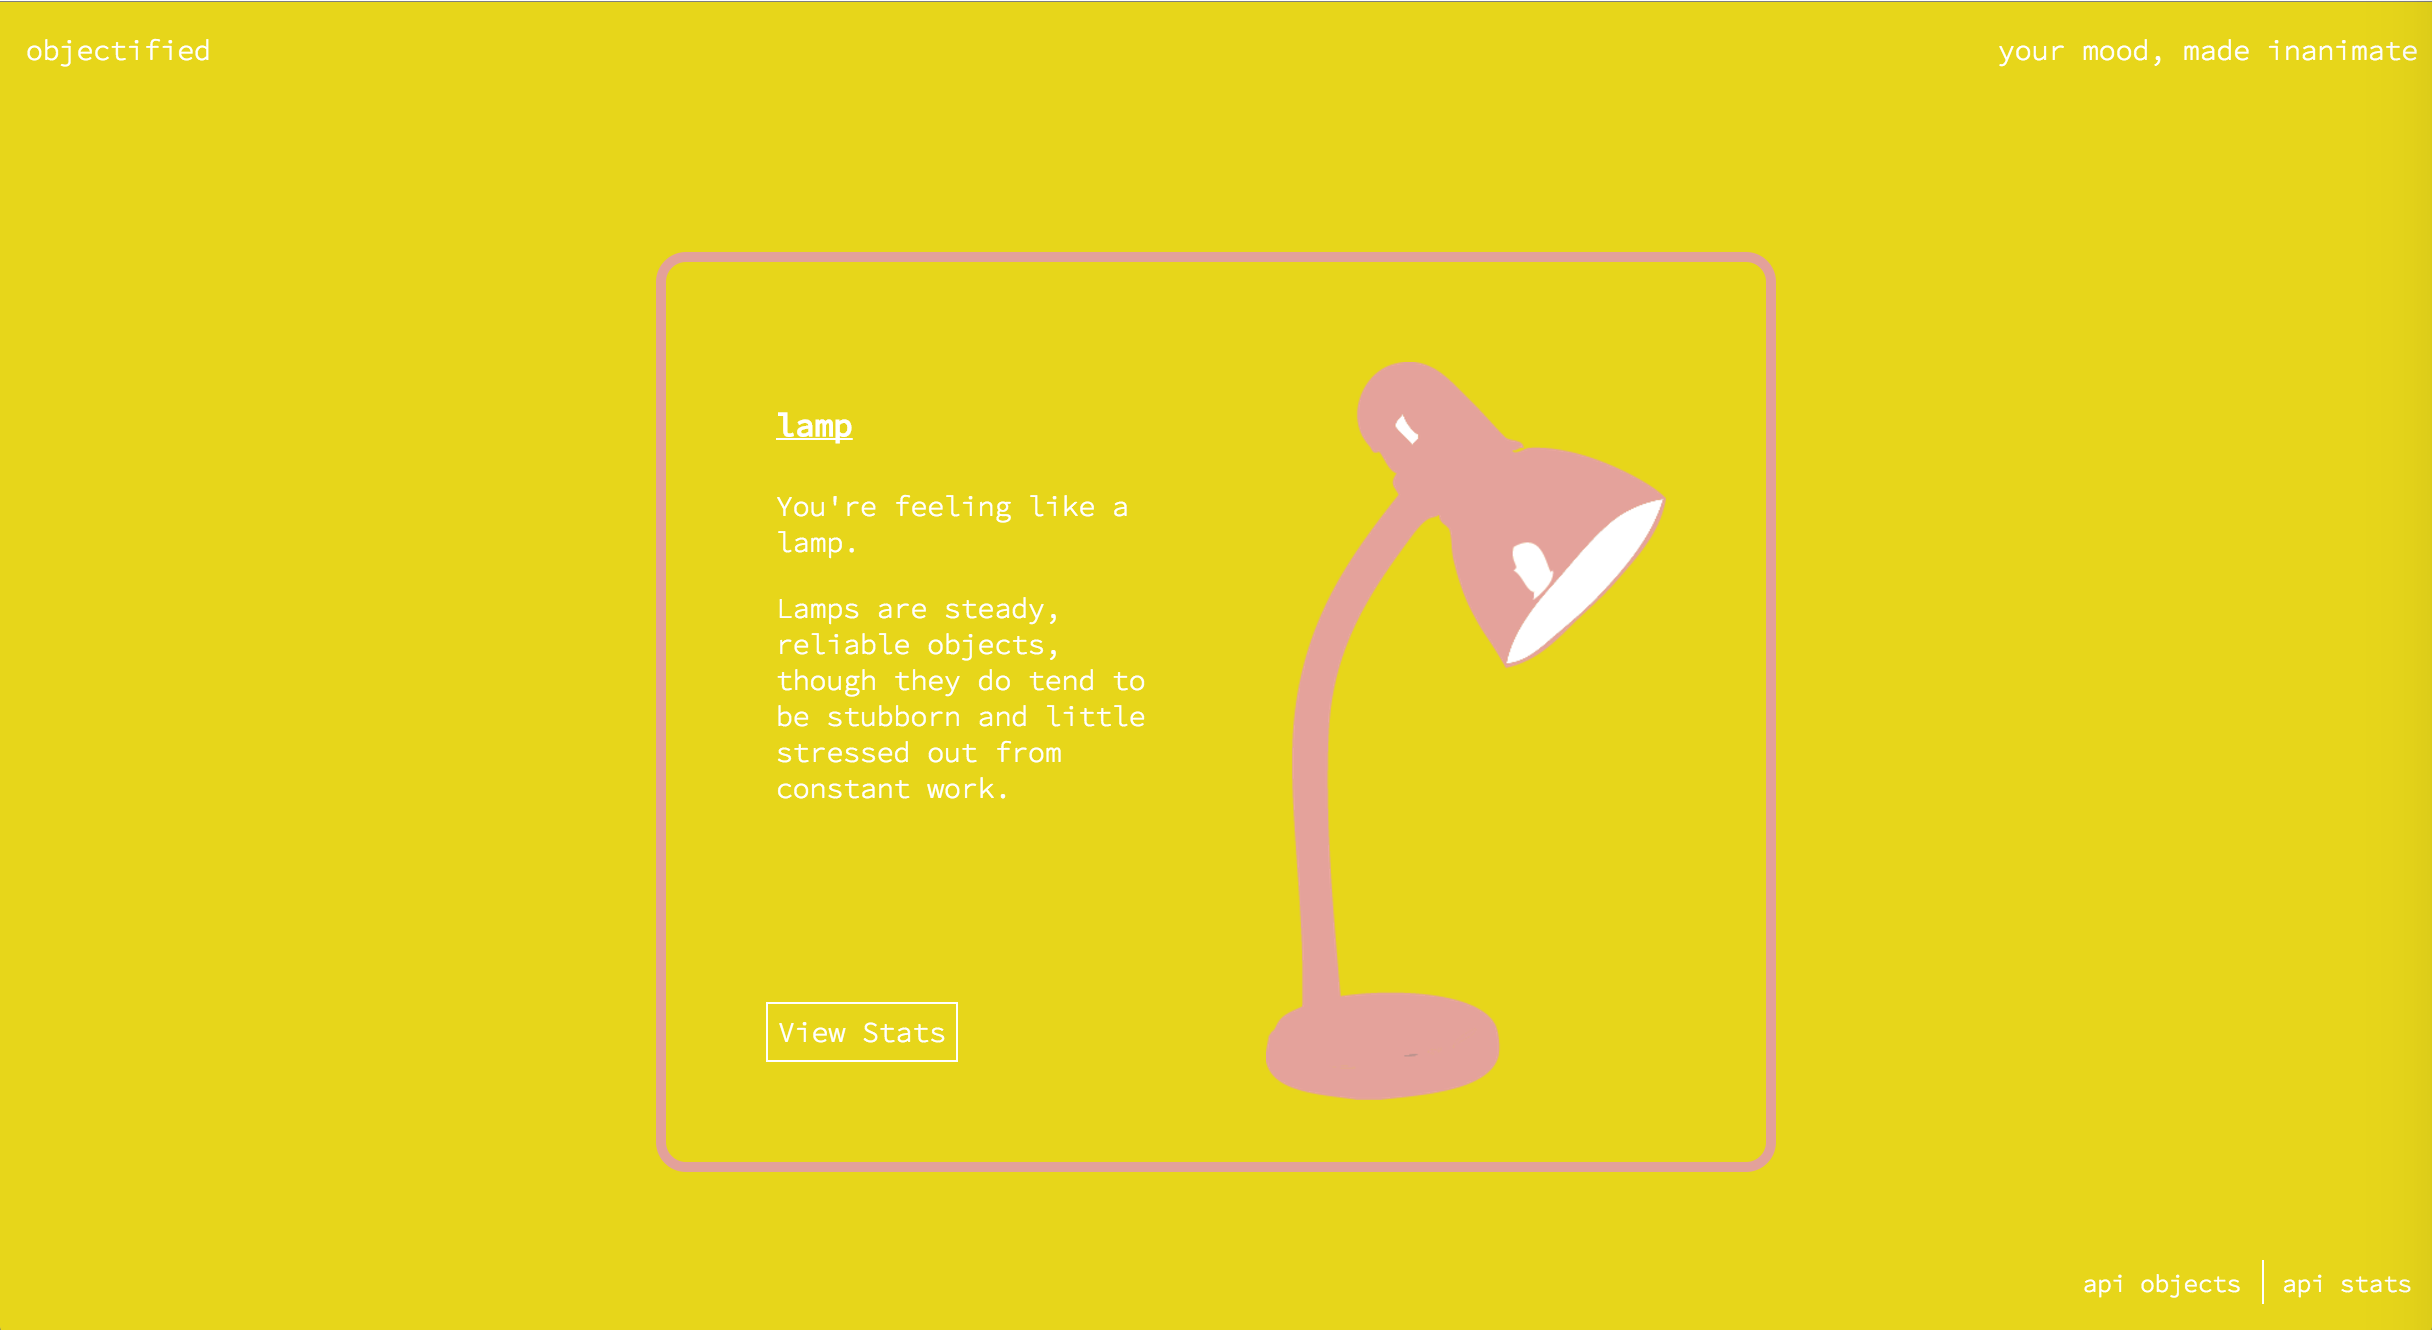 objectified
your mood, made inanimate
lamp
You're feeling like a
lamp.
Lamps are steady,
reliable objects,
though they do tend to
be stubborn and little
stressed out from
constant work.
View Stats
api objects
api stats